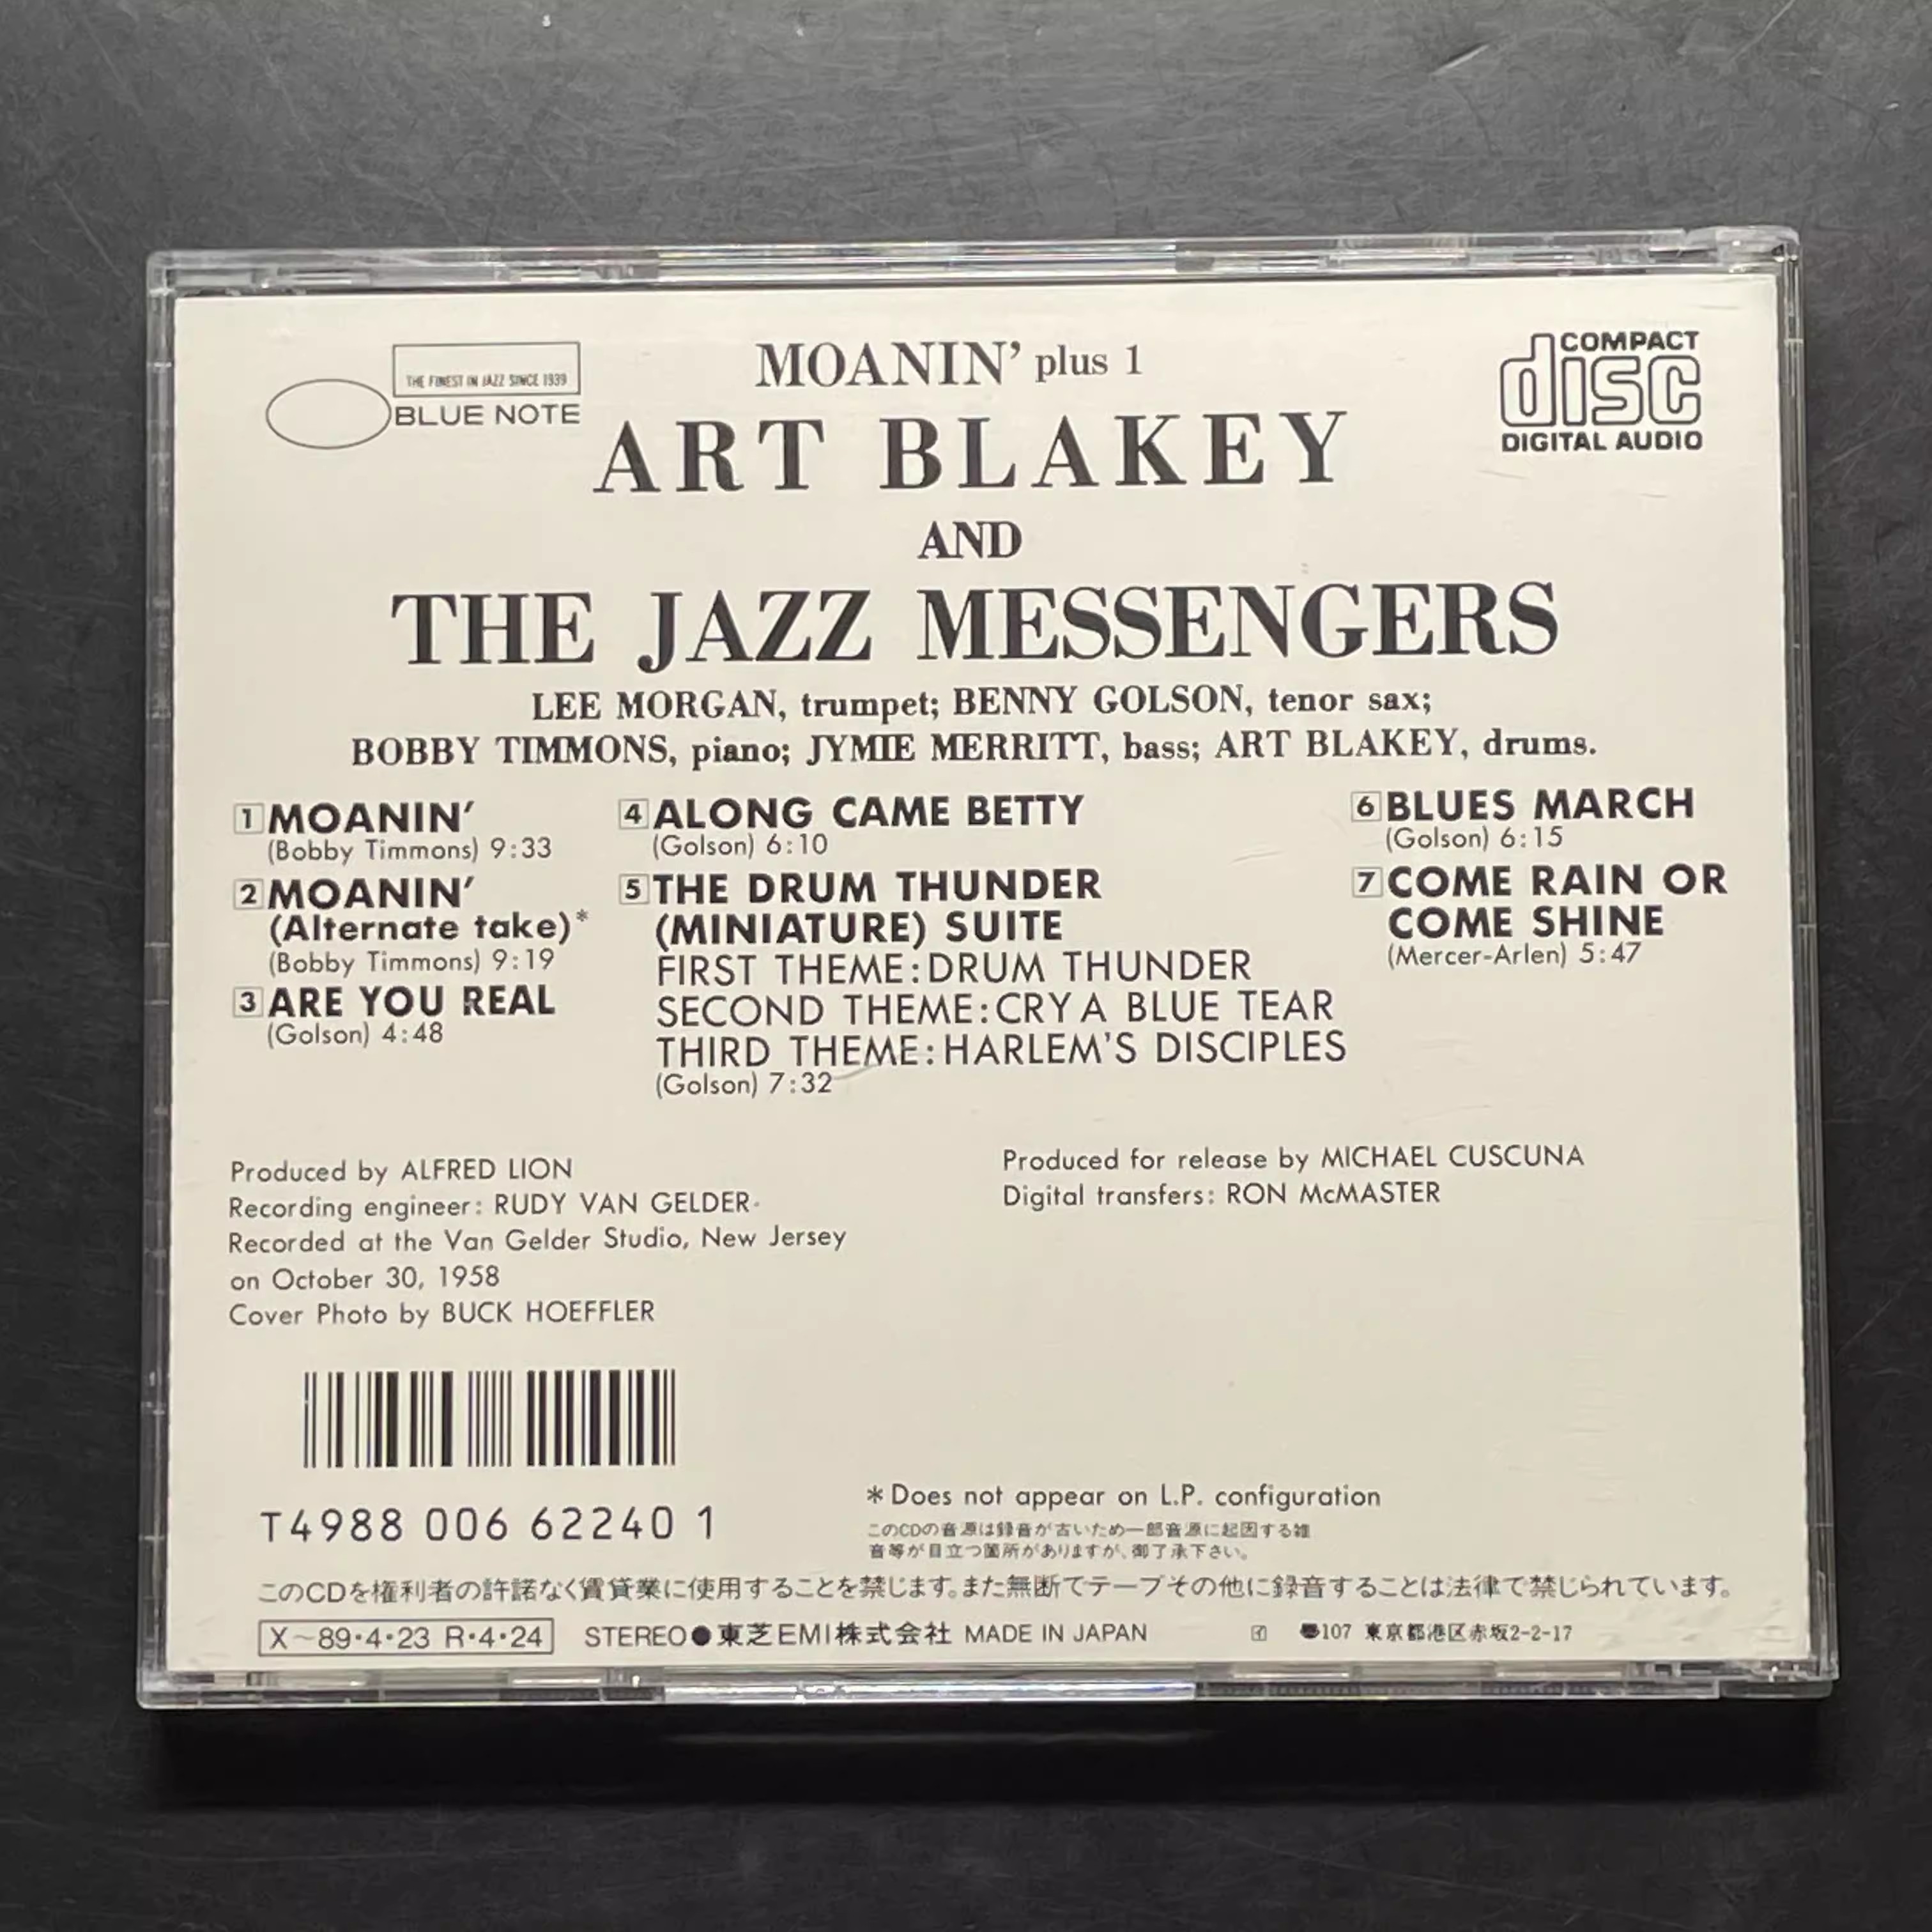 THE FINEST IN JAZZ SINCE 1939
BLUE NOTE
MOANIN' plus 1
COMPACT
disc
DIGITAL AUDIO
ART BLAKEY
AND
THE JAZZ MESSENGERS
LEE MORGAN, trumpet; BENNY GOLSON, tenor sax;
BOBBY TIMMONS, piano; JYMIE MERRITT, bass; ART BLAKEY, drums.
1 MOANIN'
(Bobby Timmons) 9:33
2 MOANIN'
(Alternate take)*
(Bobby Timmons) 9:19
3 ARE YOU REAL
(Golson) 4:48
4 ALONG CAME BETTY
(Golson) 6:10
5 THE DRUM THUNDER
(MINIATURE) SUITE
FIRST THEME:DRUM THUNDER
SECOND THEME:CRY A BLUE TEAR
THIRD THEME:HARLEM'S DISCIPLES
(Golson) 7:32
6 BLUES MARCH
(Golson) 6:15
7 COME RAIN OR
COME SHINE
(Mercer-Arlen) 5:47
Produced by ALFRED LION
Recording engineer: RUDY VAN GELDER
Recorded at the Van Gelder Studio, New Jersey
on October 30, 1958
Cover Photo by BUCK HOEFFLER
Produced for release by MICHAEL CUSCUNA
Digital transfers: RON McMASTER
T4988 006 62240 1
*Does not appear on L.P. configuration
このCDの音源は録音が古いため一部音源に起因する雑
音等が目立つ箇所がありますが、御了承下さい。
このCDを権利者の許諾なく賃貸業に使用することを禁じます。また無断でテープその他に録音することは法律で禁じられています。
X〜89・4・23 R・4・24 STEREO●東芝EMI株式会社 MADE IN JAPAN 107 東京都港区赤坂2-2-17